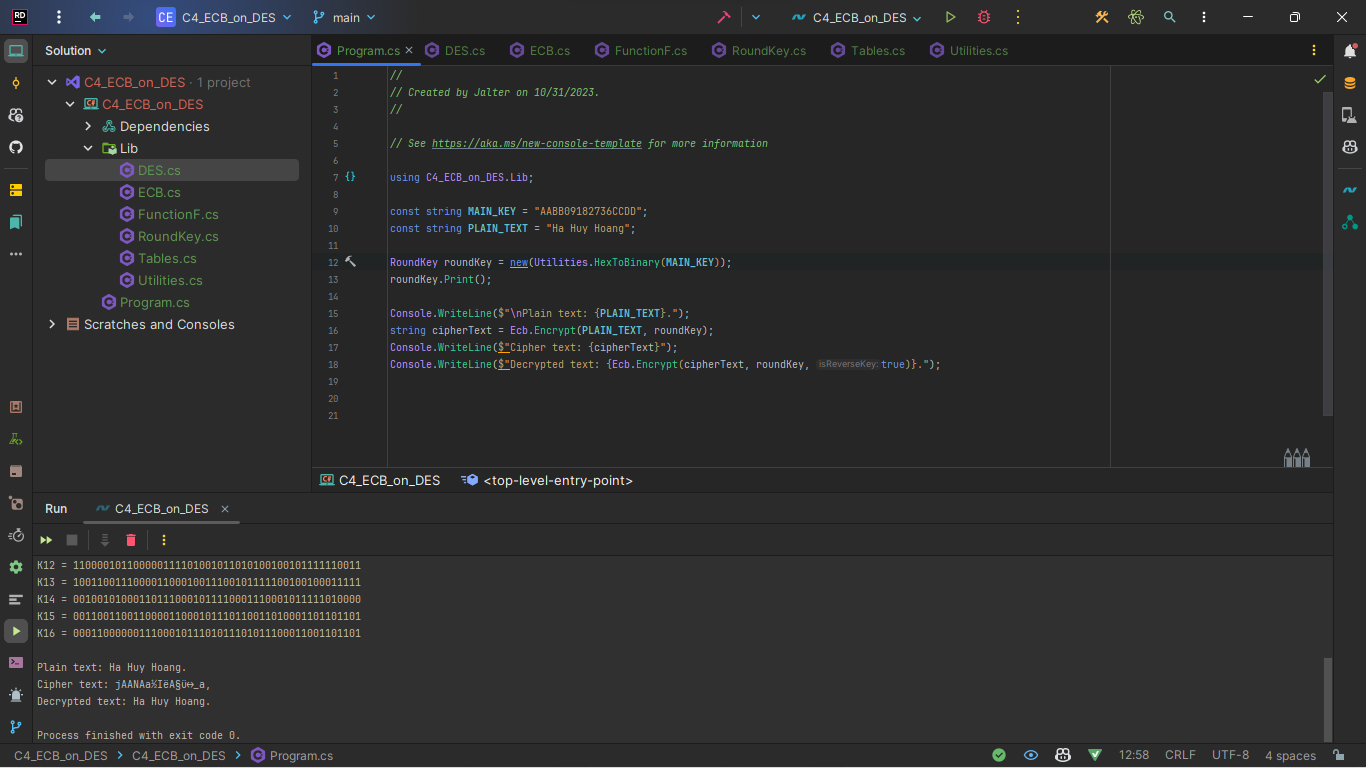 RD CE C4_ECB_on_DES main C4_ECB_on_DES
Solution
Program.cs DES.cs ECB.cs FunctionF.cs RoundKey.cs Tables.cs Utilities.cs
C4_ECB_on_DES · 1 project
C4_ECB_on_DES
Dependencies
Lib
DES.cs
ECB.cs
FunctionF.cs
RoundKey.cs
Tables.cs
Utilities.cs
Program.cs
Scratches and Consoles
1 //
2 // Created by Jalter on 10/31/2023.
3 //
4
5 // See https://aka.ms/new-console-template for more information
6
7 using C4_ECB_on_DES.Lib;
8
9 const string MAIN_KEY = "AABB09182736CCDD";
10 const string PLAIN_TEXT = "Ha Huy Hoang";
11
12 RoundKey roundKey = new(Utilities.HexToBinary(MAIN_KEY));
13 roundKey.Print();
14
15 Console.WriteLine($"\nPlain text: {PLAIN_TEXT}.");
16 string cipherText = Ecb.Encrypt(PLAIN_TEXT, roundKey);
17 Console.WriteLine($"Cipher text: {cipherText}");
18 Console.WriteLine($"Decrypted text: {Ecb.Encrypt(cipherText, roundKey, isReverseKey: true)}.");
19
20
21
C4_ECB_on_DES <top-level-entry-point>
Run C4_ECB_on_DES
K12 = 110000101100000111101001011010100100101111110011
K13 = 100110011100001100010011100101111100100100011111
K14 = 001001010001101110001011110001110001011111010000
K15 = 001100110011000011000101110110011010001101101101
K16 = 000110000001110001011101011101011100011001101101
Plain text: Ha Huy Hoang.
Cipher text: jAANAa½IëA§ü↔_a,
Decrypted text: Ha Huy Hoang.
Process finished with exit code 0.
C4_ECB_on_DES C4_ECB_on_DES Program.cs 12:58 CRLF UTF-8 4 spaces